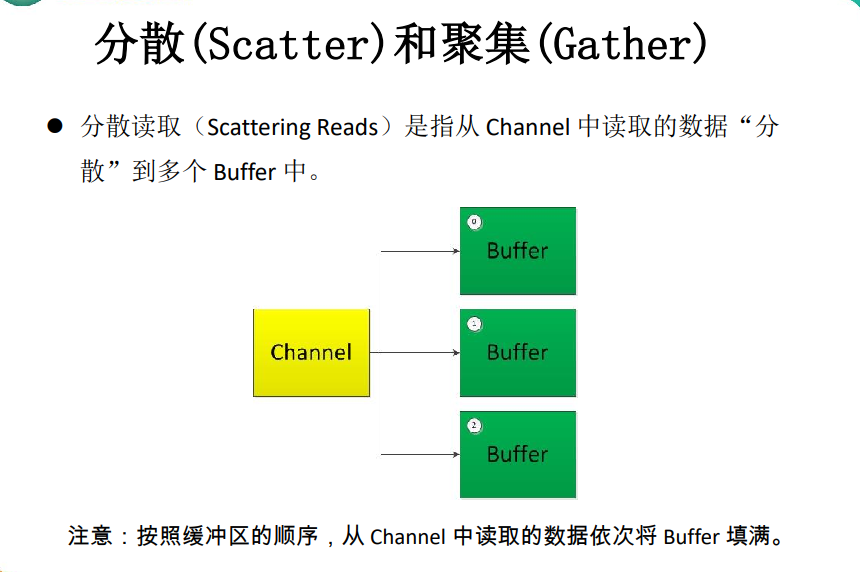 分散(Scatter)和聚集(Gather)
● 分散读取（Scattering Reads）是指从 Channel 中读取的数据“分
散”到多个 Buffer 中。
0
Buffer
Channel
1
Buffer
2
Buffer
注意：按照缓冲区的顺序，从 Channel 中读取的数据依次将 Buffer 填满。